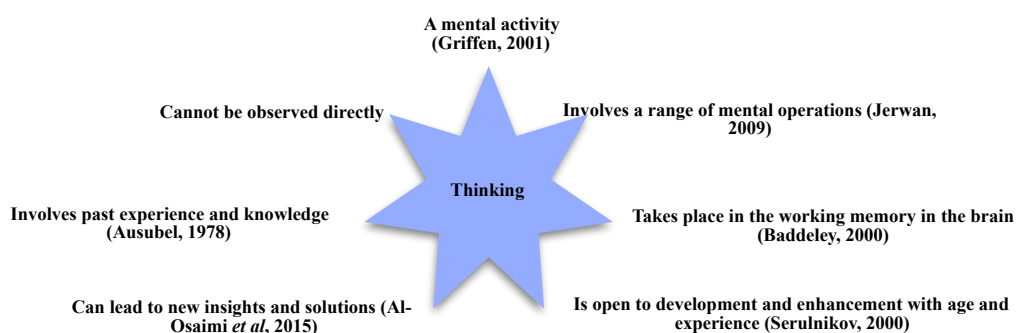 A mental activity
(Griffen, 2001)
Cannot be observed directly
Involves a range of mental operations (Jerwan,
2009)
Thinking
Involves past experience and knowledge
(Ausubel, 1978)
Takes place in the working memory in the brain
(Baddeley, 2000)
Can lead to new insights and solutions (Al-
Osaimi et al, 2015)
Is open to development and enhancement with age and
experience (Serulnikov, 2000)